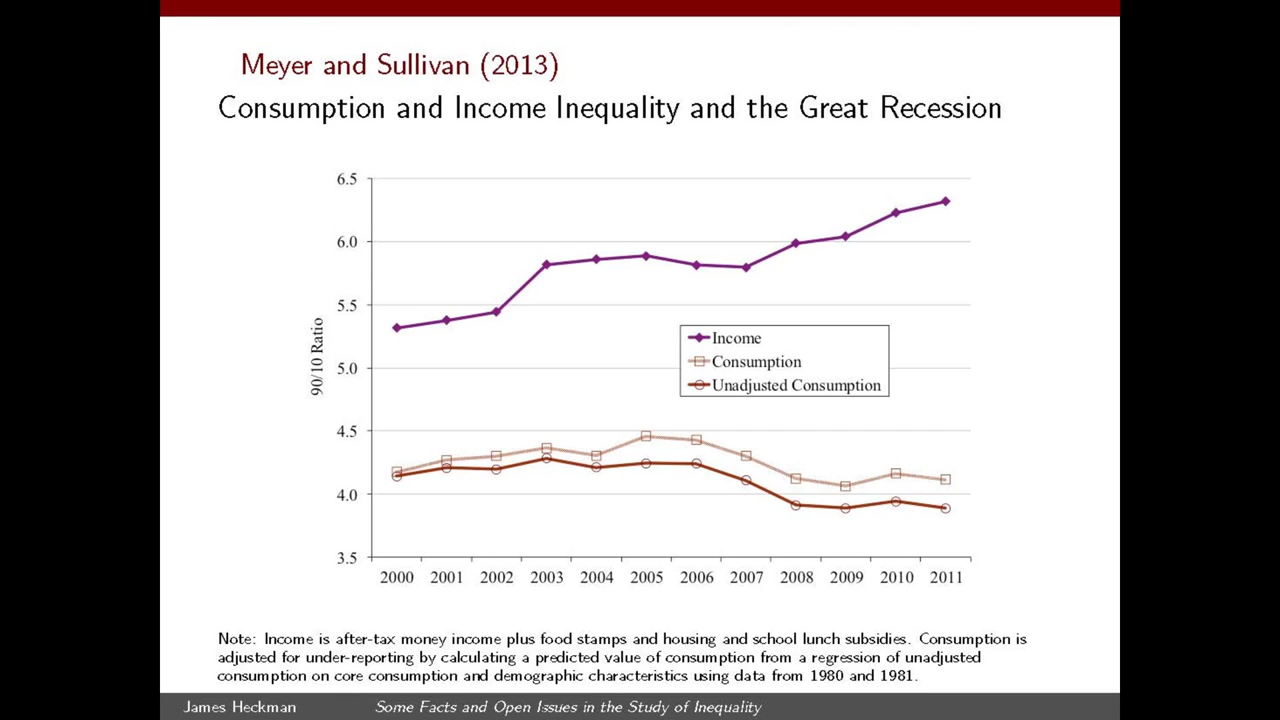 Meyer and Sullivan (2013)
Consumption and Income Inequality and the Great Recession
6.5
6.0
5.5
5.0
4.5
4.0
3.5
90/10 Ratio
Income
Consumption
Unadjusted Consumption
2000 2001 2002 2003 2004 2005 2006 2007 2008 2009 2010 2011
Note: Income is after-tax money income plus food stamps and housing and school lunch subsidies. Consumption is
adjusted for under-reporting by calculating a predicted value of consumption from a regression of unadjusted
consumption on core consumption and demographic characteristics using data from 1980 and 1981.
James Heckman Some Facts and Open Issues in the Study of Inequality